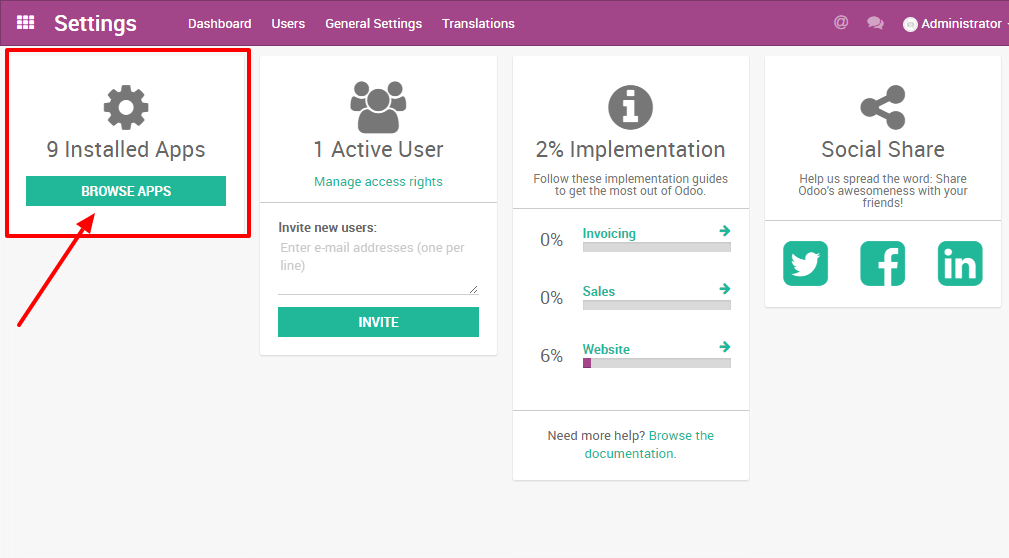 Settings
Dashboard
Users
General Settings
Translations
@
Administrator
9 Installed Apps
BROWSE APPS
1 Active User
Manage access rights
Invite new users:
Enter e-mail addresses (one per
line)
INVITE
2% Implementation
Follow these implementation guides
to get the most out of Odoo.
0%
Invoicing
0%
Sales
6%
Website
Need more help? Browse the
documentation.
Social Share
Help us spread the word: Share
Odoo's awesomeness with your
friends!